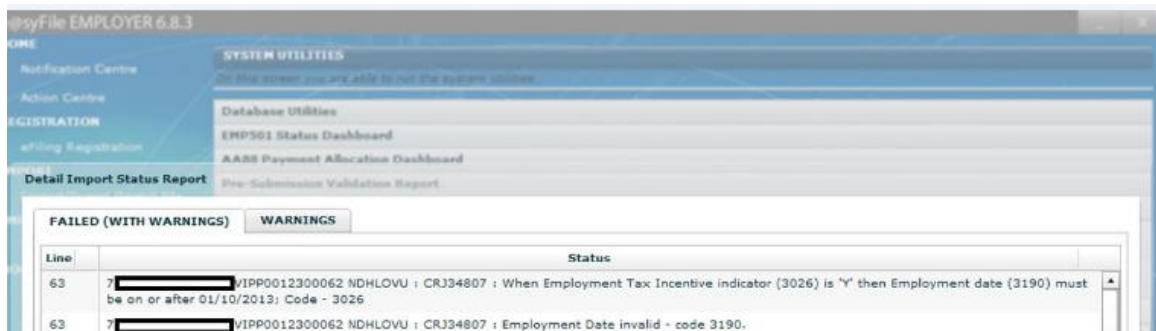 @syFile EMPLOYER 6.8.3
HOME
SYSTEM UTILITIES
Notification Centre
On this screen you are able to run the system utilities
Action Centre
Database Utilities
REGISTRATION
EMP501 Status Dashboard
eFiling Registration
AA88 Payment Allocation Dashboard
Detail Import Status Report
Pre-Submission Validation Report
FAILED (WITH WARNINGS) WARNINGS
Line Status
63 7 VIPP0012300062 NDHLOVU : CRJ34807 : When Employment Tax Incentive indicator (3026) is 'Y' then Employment date (3190) must
be on or after 01/10/2013; Code - 3026
63 7 VIPP0012300062 NDHLOVU : CRJ34807 : Employment Date invalid - code 3190.